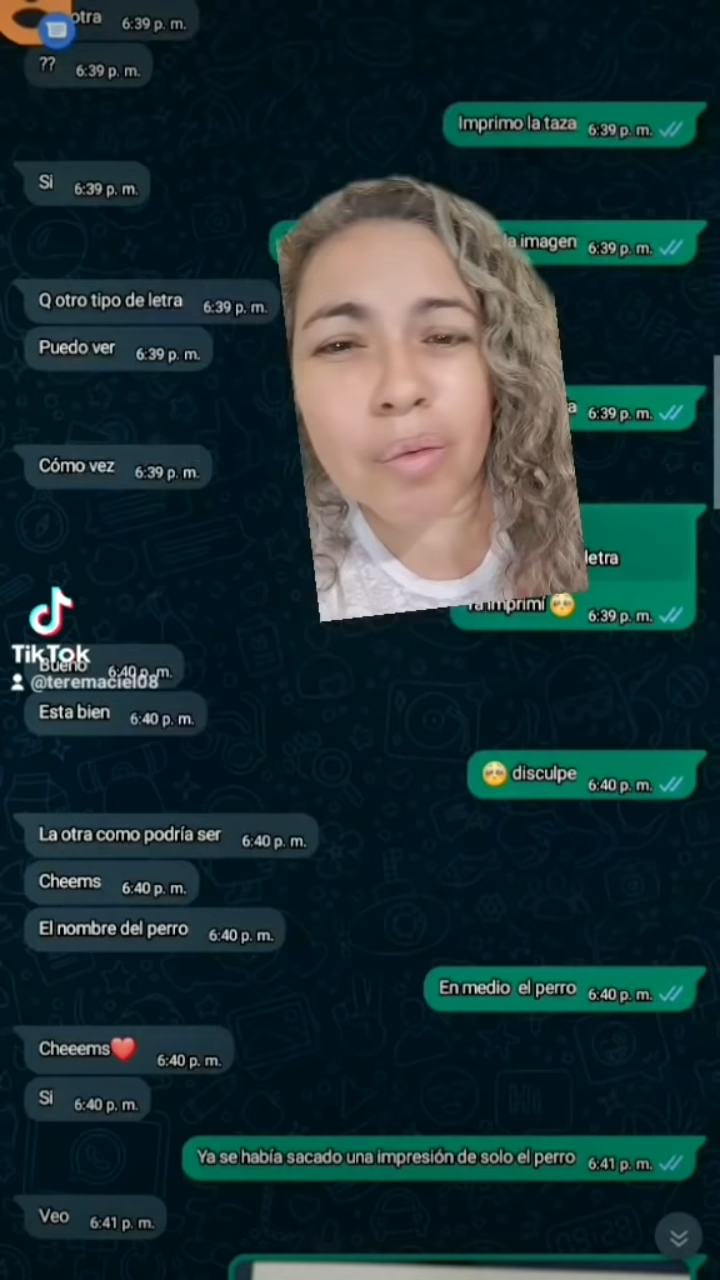 otra 6:39 p. m.
?? 6:39 p. m.
Imprimo la taza 6:39 p. m.
Si 6:39 p. m.
la imagen 6:39 p. m.
Q otro tipo de letra 6:39 p. m.
Puedo ver 6:39 p. m.
a 6:39 p. m.
Cómo vez 6:39 p. m.
letra
Ya imprimi 🥺 6:39 p. m.
TikTok
Bueno 6:40 p. m.
@teremaciel08
Esta bien 6:40 p. m.
🥺 disculpe 6:40 p. m.
La otra como podría ser 6:40 p. m.
Cheems 6:40 p. m.
El nombre del perro 6:40 p. m.
En medio el perro 6:40 p. m.
Cheeems❤️ 6:40 p. m.
Si 6:40 p. m.
Ya se había sacado una impresión de solo el perro 6:41 p. m.
Veo 6:41 p. m.